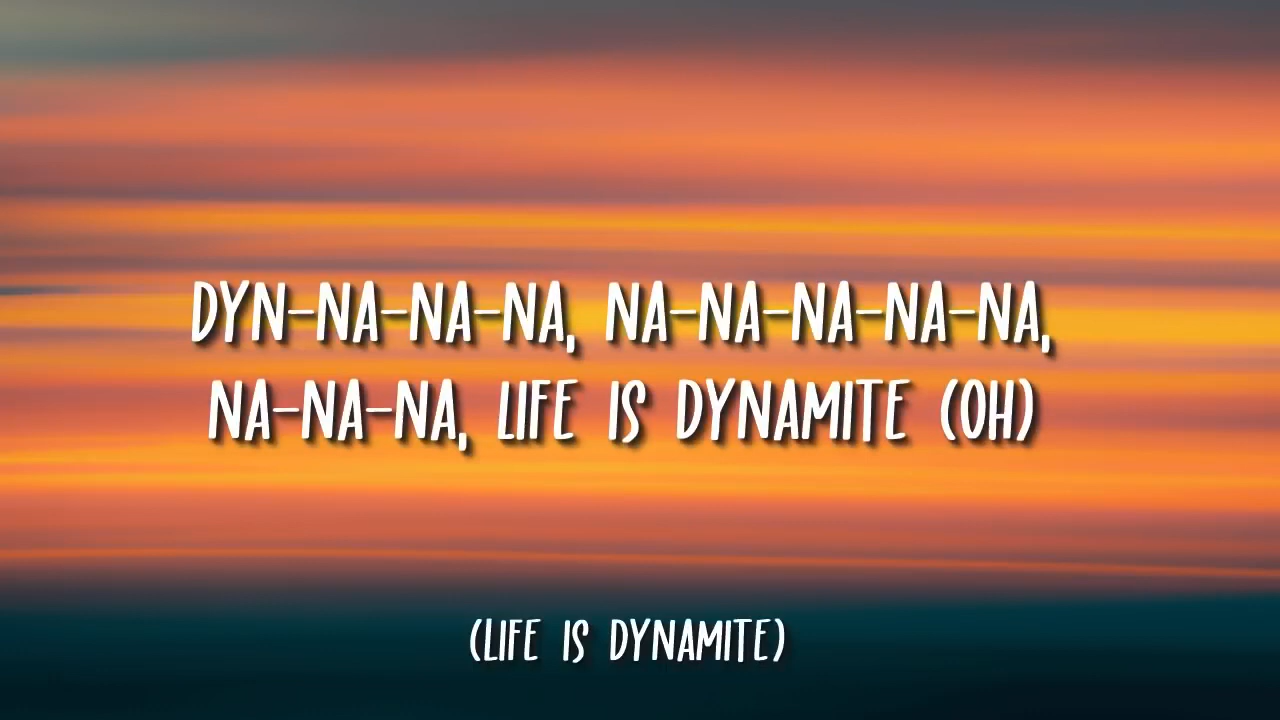 DYN-NA-NA-NA, NA-NA-NA-NA-NA,
NA-NA-NA, LIFE IS DYNAMITE (OH)
(LIFE IS DYNAMITE)